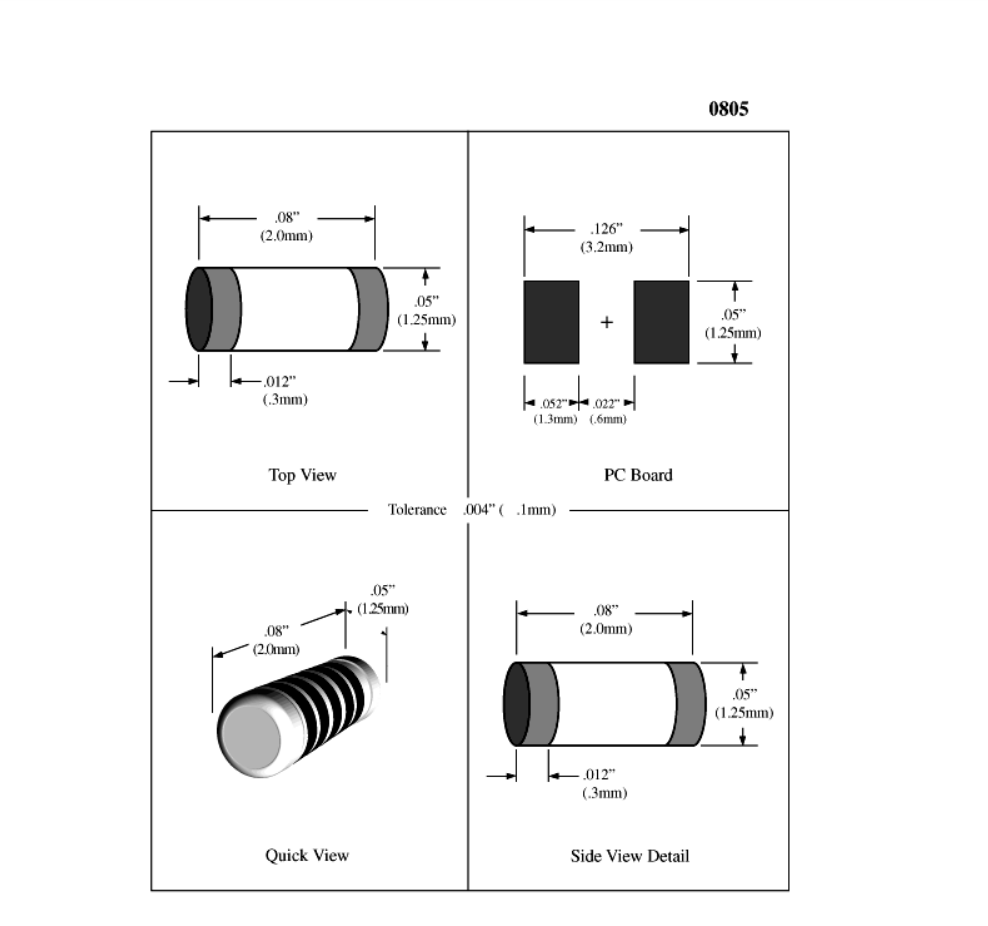 0805
.08”
(2.0mm)
.05”
(1.25mm)
.012”
(.3mm)
Top View
.126”
(3.2mm)
+
.05”
(1.25mm)
.052” .022”
(1.3mm) (.6mm)
PC Board
Tolerance .004” ( .1mm)
.05”
(1.25mm)
.08”
(2.0mm)
Quick View
.08”
(2.0mm)
.05”
(1.25mm)
.012”
(.3mm)
Side View Detail